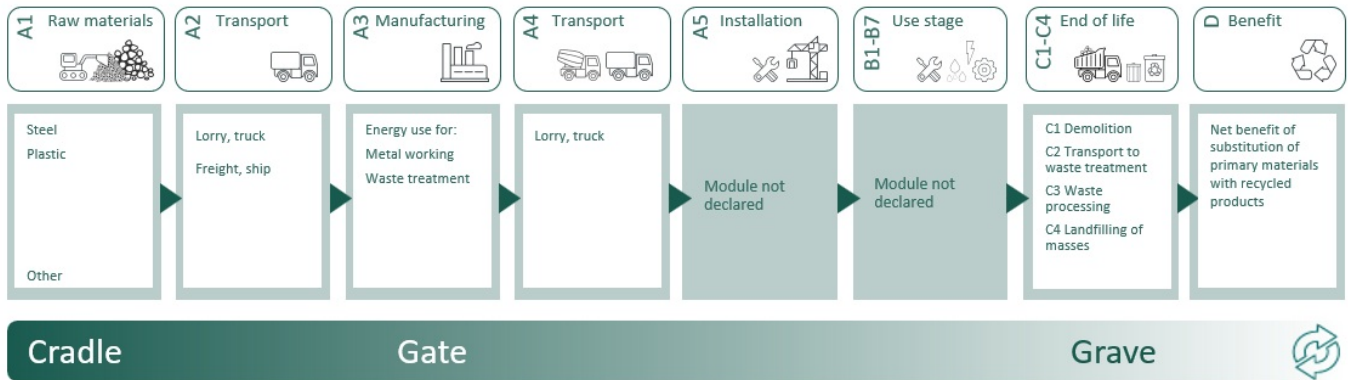 A1 Raw materials
A2 Transport
A3 Manufacturing
A4 Transport
A5 Installation
B1-B7 Use stage
C1-C4 End of life
D Benefit
Steel
Plastic
Other
Lorry, truck
Freight, ship
Energy use for:
Metal working
Waste treatment
Lorry, truck
Module not
declared
Module not
declared
C1 Demolition
C2 Transport to
waste treatment
C3 Waste
processing
C4 Landfilling of
masses
Net benefit of
substitution of
primary materials
with recycled
products
Cradle
Gate
Grave